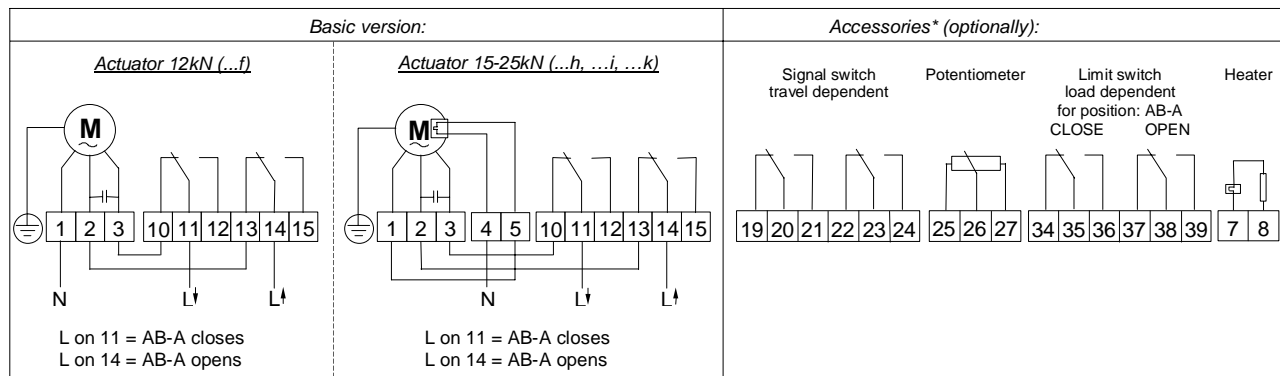 Basic version:
Accessories* (optionally):
Actuator 12kN (...f)
Actuator 15-25kN (...h, ...i, ...k)
Signal switch
travel dependent
Potentiometer
Limit switch
load dependent
for position: AB-A
CLOSE OPEN
Heater
M
~
M
~
1 2 3 10 11 12 13 14 15
1 2 3 4 5 10 11 12 13 14 15
19 20 21 22 23 24
25 26 27
34 35 36 37 38 39
7 8
N L L
N L L
L on 11 = AB-A closes
L on 14 = AB-A opens
L on 11 = AB-A closes
L on 14 = AB-A opens